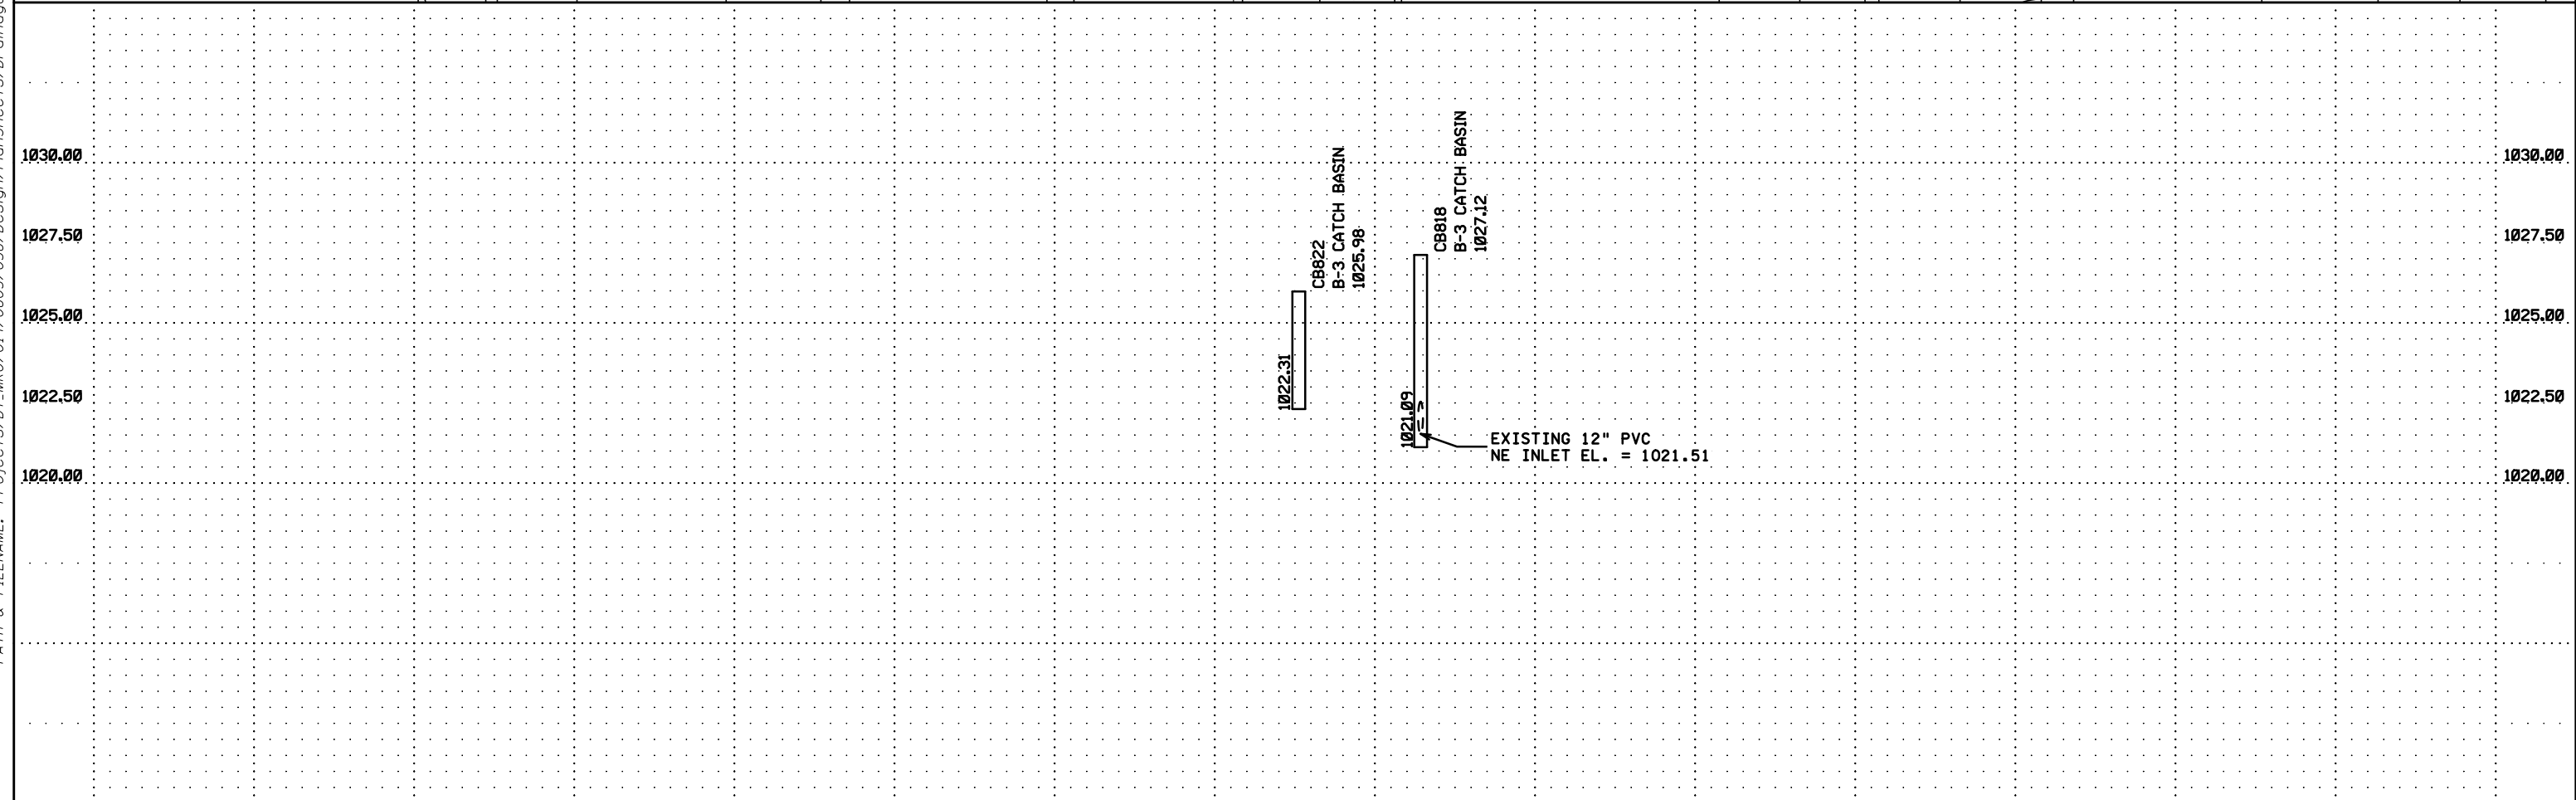 1030.00
1030.00
1027.50
1027.50
1025.00
1025.00
1022.50
1022.50
1020.00
1020.00
CB822
B-3 CATCH BASIN
1025.98
1022.31
CB818
B-3 CATCH BASIN
1027.12
1021.09
EXISTING 12" PVC
NE INLET EL. = 1021.51